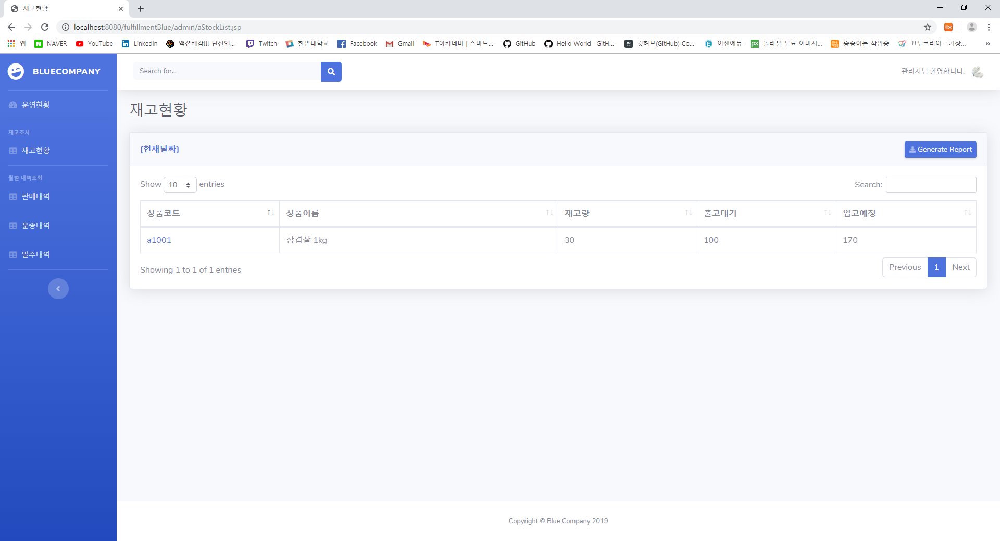 재고현황
localhost:8080/fulfillmentBlue/admin/aStockList.jsp
앱 NAVER YouTube LinkedIn 액션쾌감!!! 던전앤... Twitch 한밭대학교 Facebook Gmail T아카데미 | 스마트... GitHub Hello World · GitH... 깃허브(GitHub) Co... 이젠에듀 놀라운 무료 이미지... 증증이는 작업중 끄투코리아 - 기상... »
BLUECOMPANY
Search for...
관리자님 환영합니다.
운영현황
재고조사
재고현황
월별 내역조회
판매내역
운송내역
발주내역
재고현황
[현재날짜]
Generate Report
Show 10 entries
Search:
상품코드 상품이름 재고량 출고대기 입고예정
a1001 삼겹살 1kg 30 100 170
Showing 1 to 1 of 1 entries
Previous 1 Next
Copyright © Blue Company 2019